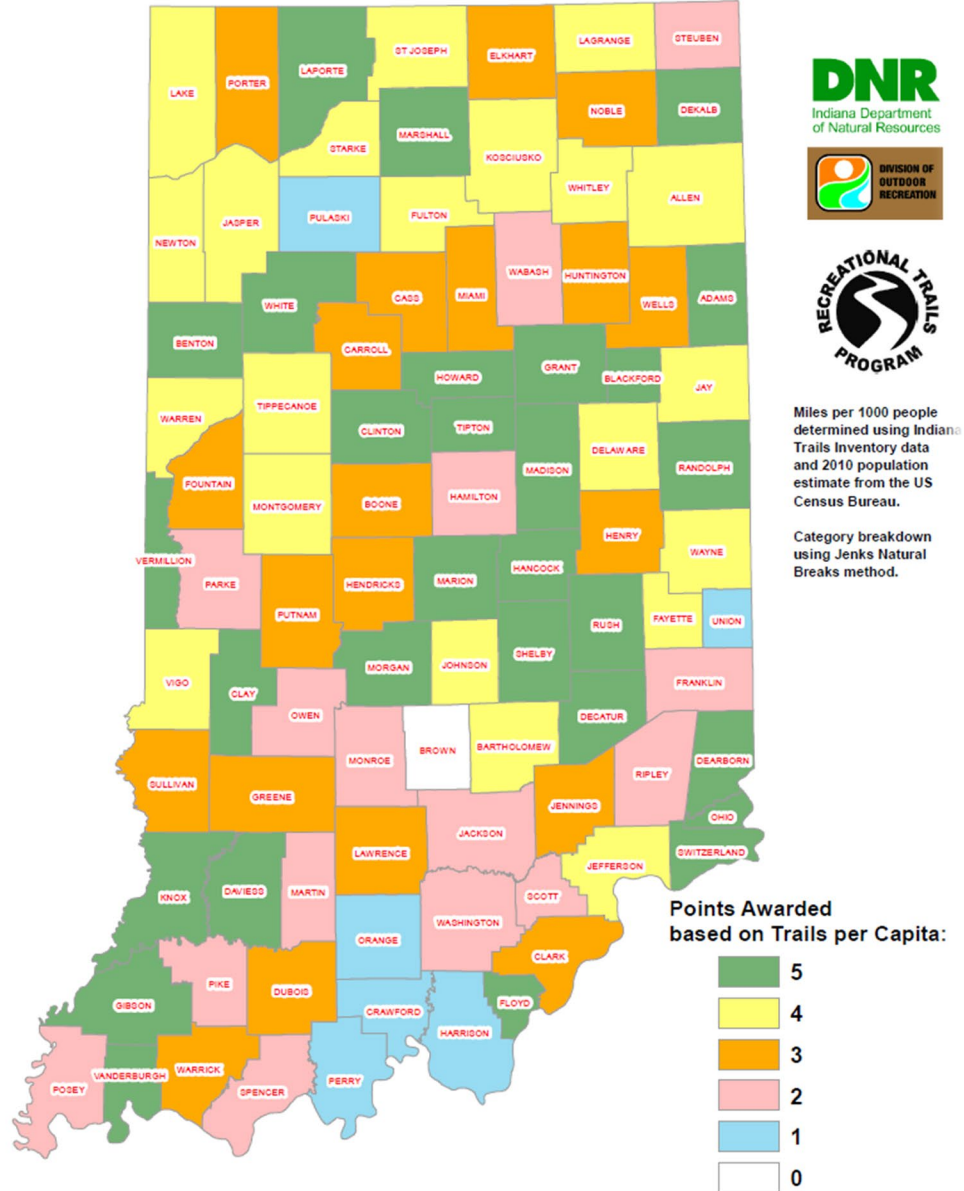 ST JOSEPH
ELKHART
LAGRANGE
STEUBEN
LAPORTE
PORTER
LAKE
NOBLE
DEKALB
MARSHALL
STARKE
KOSCIUSKO
WHITLEY
ALLEN
PULASKI
FULTON
JASPER
NEWTON
WABASH
HUNTINGTON
CASS
MIAMI
WELLS
ADAMS
WHITE
BENTON
CARROLL
HOWARD
GRANT
BLACKFORD
JAY
TIPPECANOE
WARREN
CLINTON
TIPTON
DELAWARE
MADISON
RANDOLPH
FOUNTAIN
HAMILTON
BOONE
MONTGOMERY
HENRY
WAYNE
VERMILLION
HANCOCK
PARKE
HENDRICKS
MARION
PUTNAM
RUSH
FAYETTE
UNION
SHELBY
MORGAN
JOHNSON
VIGO
CLAY
FRANKLIN
OWEN
DECATUR
BROWN
BARTHOLOMEW
MONROE
DEARBORN
RIPLEY
SULLIVAN
GREENE
JENNINGS
OHIO
JACKSON
LAWRENCE
SWITZERLAND
JEFFERSON
DAVIESS
MARTIN
KNOX
SCOTT
WASHINGTON
ORANGE
CLARK
PIKE
DUBOIS
GIBSON
FLOYD
CRAWFORD
HARRISON
WARRICK
VANDERBURGH
PERRY
POSEY
SPENCER
DNR
Indiana Department
of Natural Resources
DIVISION OF
OUTDOOR
RECREATION
RECREATIONAL TRAILS
PROGRAM
Miles per 1000 people
determined using Indiana
Trails Inventory data
and 2010 population
estimate from the US
Census Bureau.
Category breakdown
using Jenks Natural
Breaks method.
Points Awarded
based on Trails per Capita:
5
4
3
2
1
0